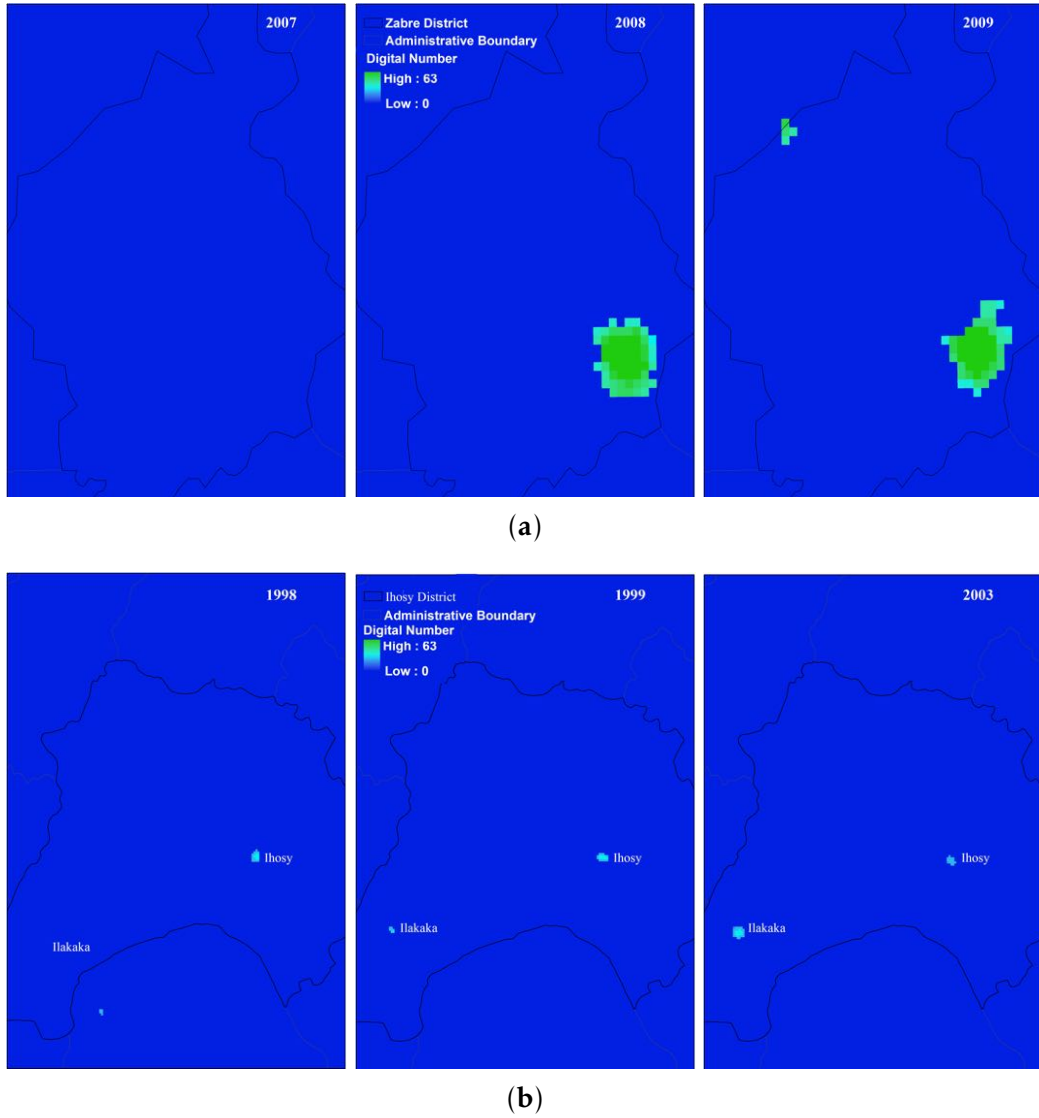 2007
Zabre District
2008
Administrative Boundary
Digital Number
High : 63
Low : 0
2009
(a)
1998
Ihosy
Ilakaka
Ihosy District
1999
Administrative Boundary
Digital Number
High : 63
Low : 0
Ihosy
Ilakaka
2003
Ihosy
Ilakaka
(b)